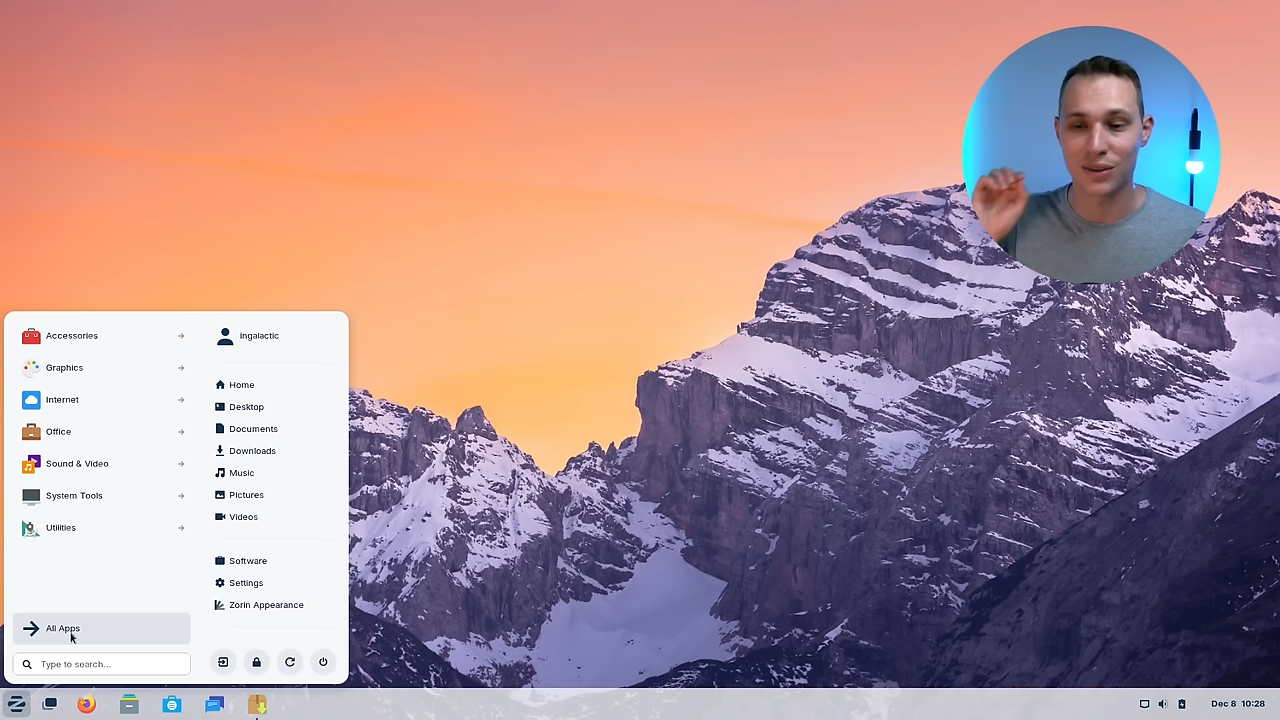 Accessories
Graphics
Internet
Office
Sound & Video
System Tools
Utilities
All Apps
Type to search...
ingalactic
Home
Desktop
Documents
Downloads
Music
Pictures
Videos
Software
Settings
Zorin Appearance
Dec 8 10:28